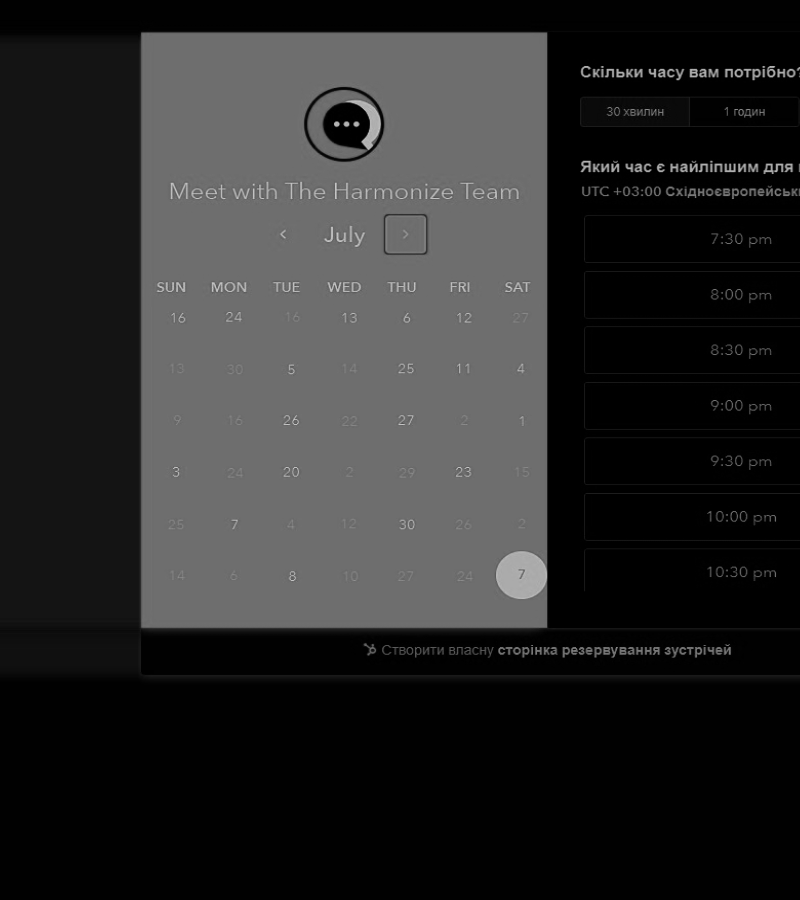 Meet with The Harmonize Team
July
SUN MON TUE WED THU FRI SAT
16 24 16 13 6 12 27
13 30 5 14 25 11 4
9 16 26 22 27 2 1
3 24 20 2 29 23 15
25 7 4 12 30 26 2
14 6 8 10 27 24 7
Скільки часу вам потрібно?
30 хвилин 1 годин
Який час є найліпшим для
UTC +03:00 Східноєвропейськ
7:30 pm
8:00 pm
8:30 pm
9:00 pm
9:30 pm
10:00 pm
10:30 pm
Створити власну сторінка резервування зустрічей